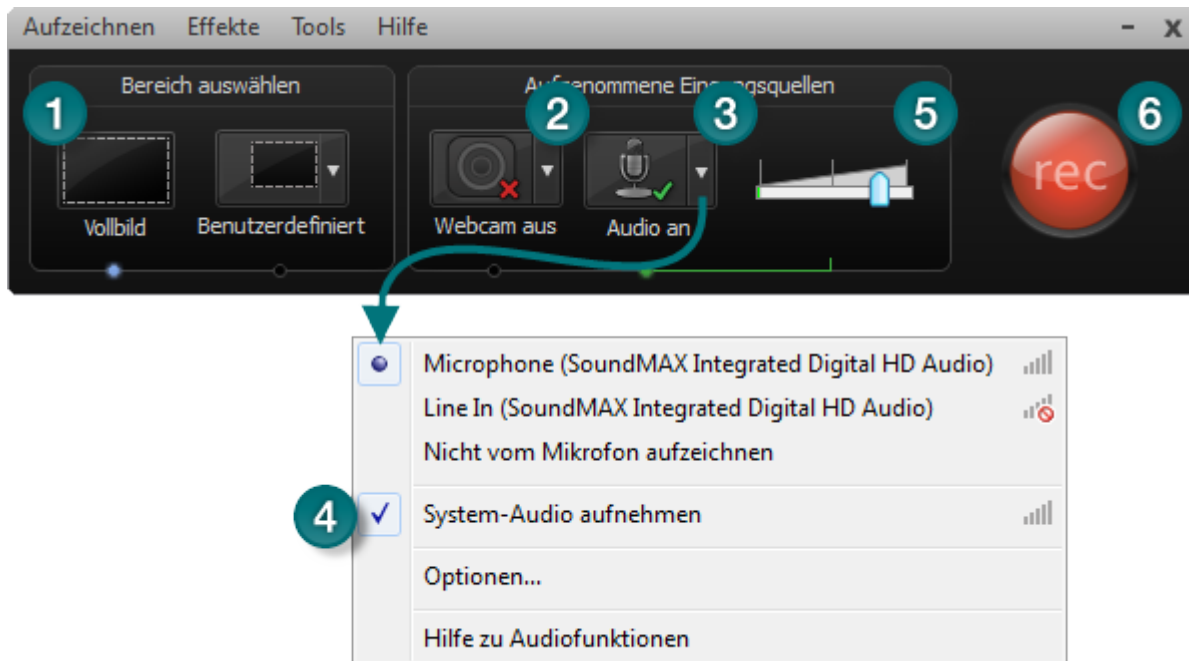 Aufzeichnen Effekte Tools Hilfe - x
Bereich auswählen
Aufgenommene Eingangsquellen
1
2
3
5
6
rec
Vollbild
Benutzerdefiniert
Webcam aus
Audio an
Microphone (SoundMAX Integrated Digital HD Audio)
Line In (SoundMAX Integrated Digital HD Audio)
Nicht vom Mikrofon aufzeichnen
4
System-Audio aufnehmen
Optionen...
Hilfe zu Audiofunktionen